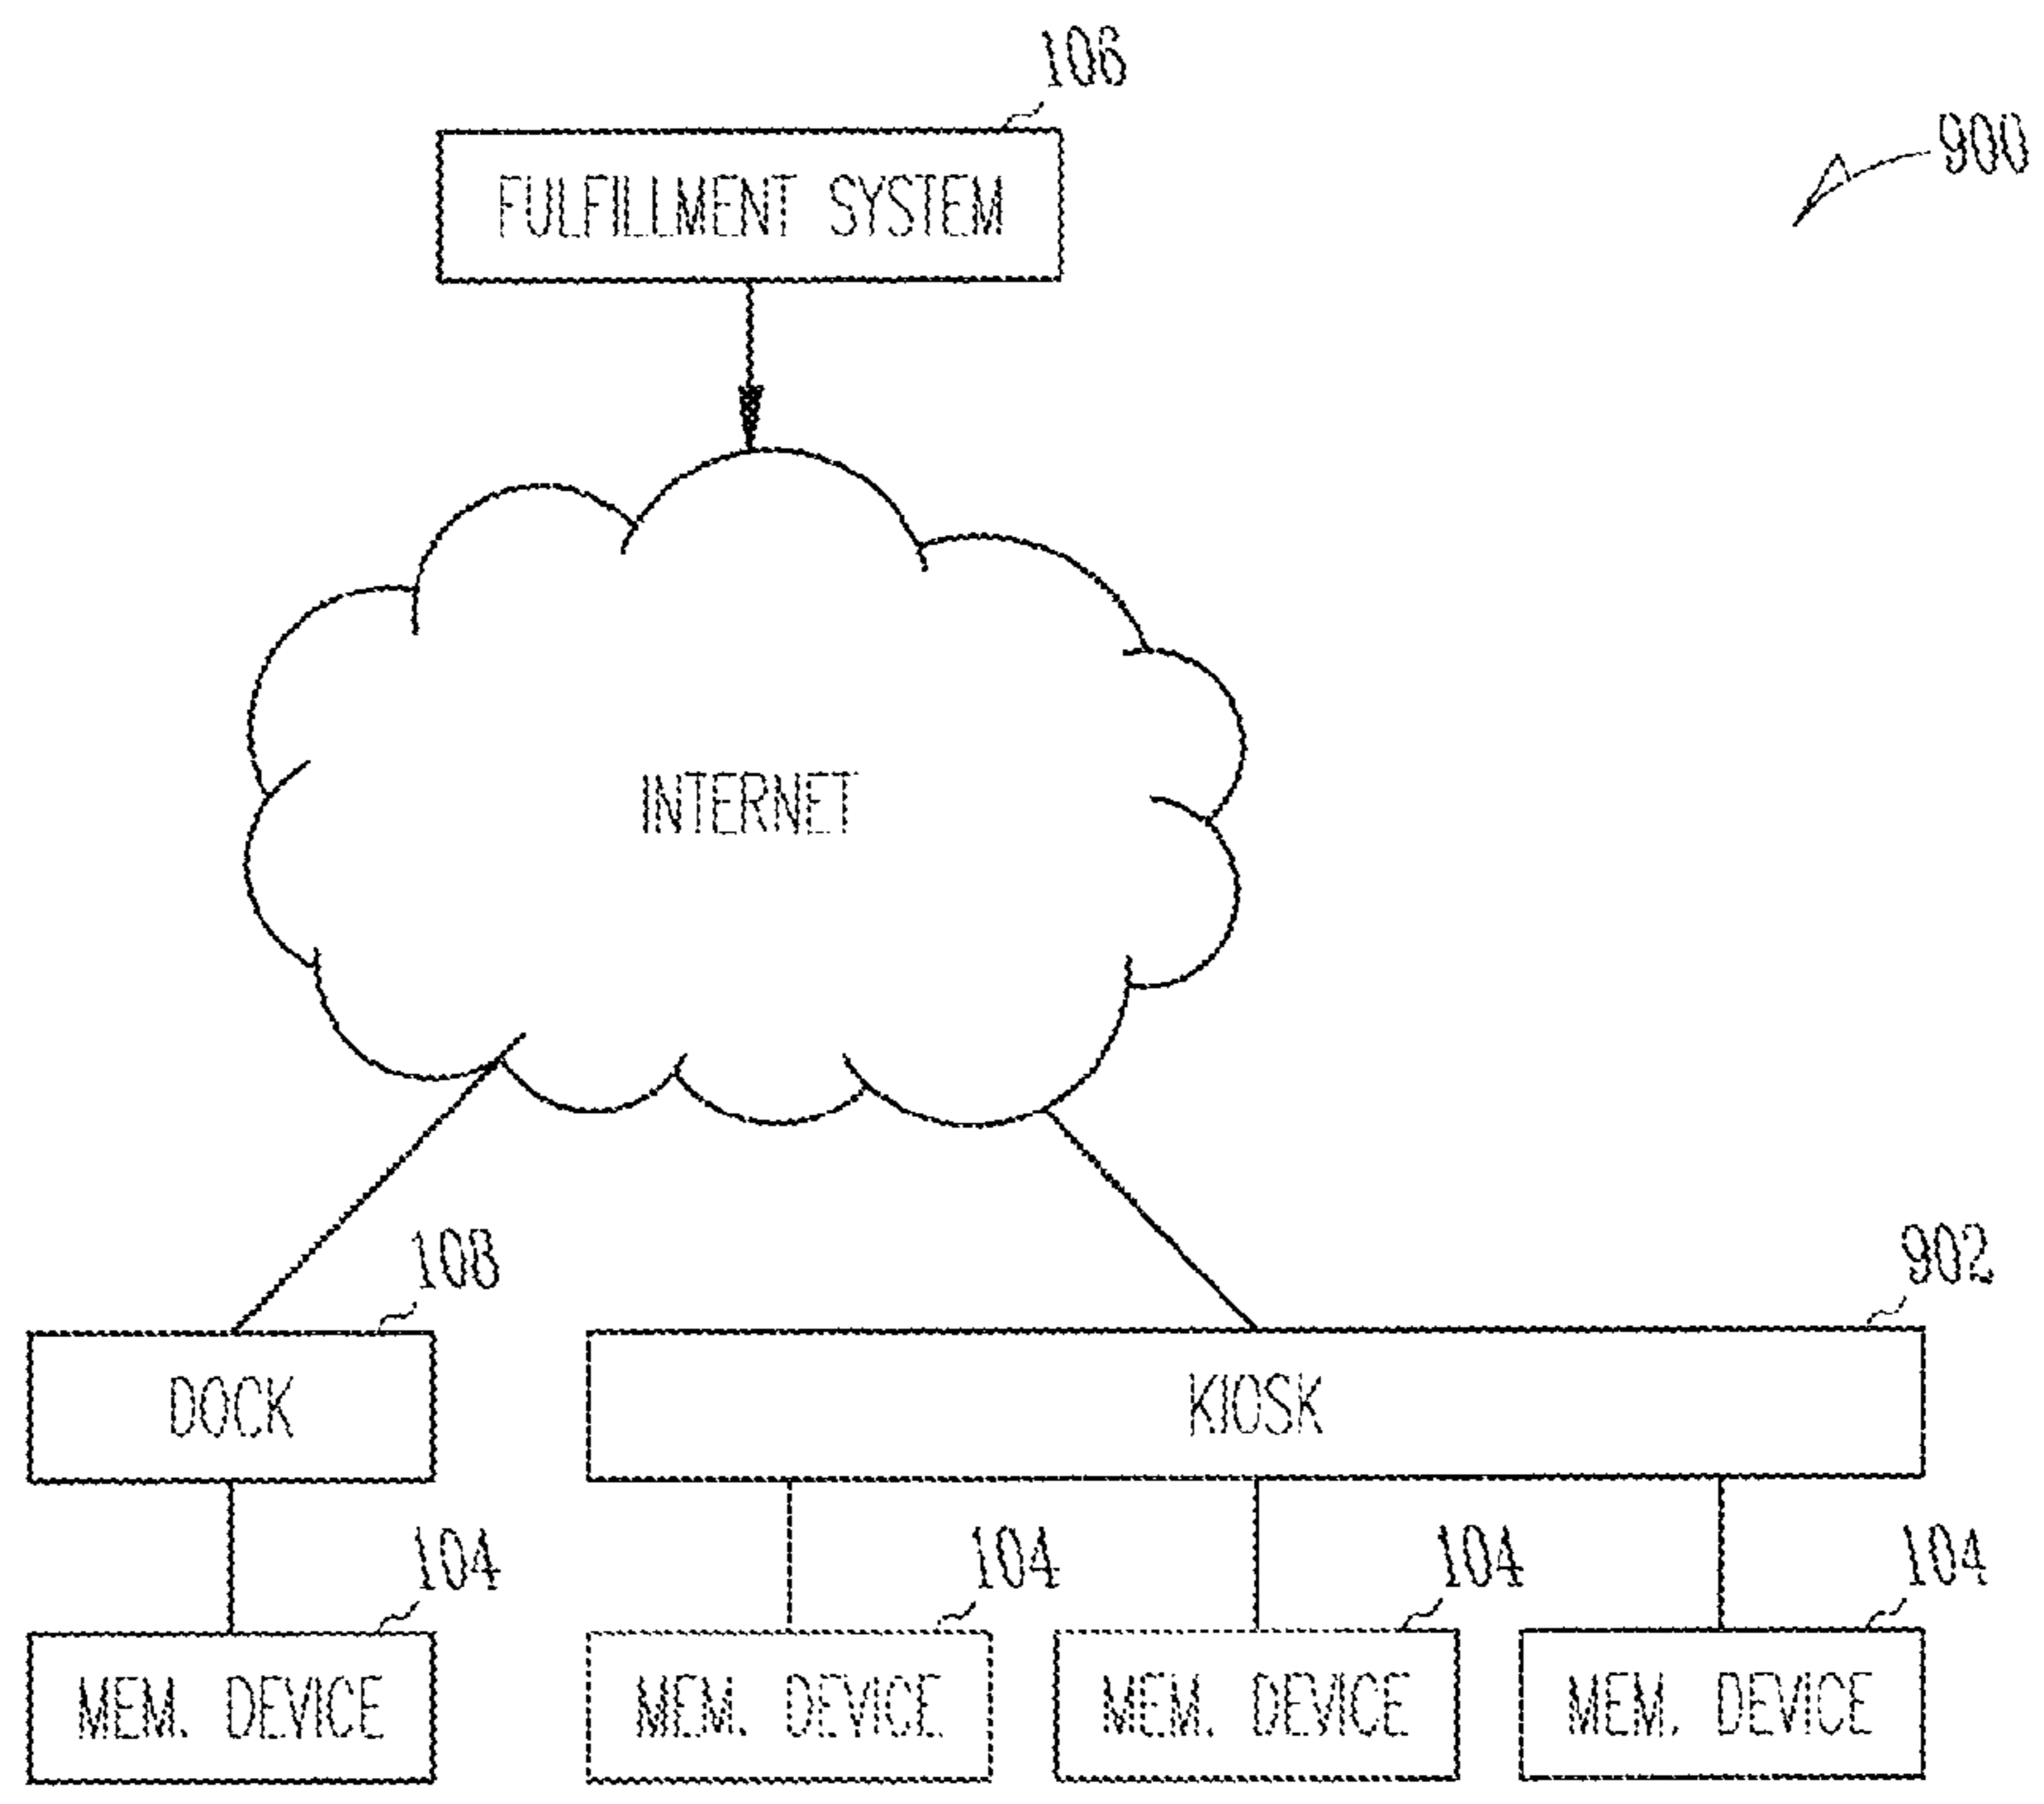 106
900
FULFILLMENT SYSTEM
INTERNET
108
902
DOCK
KIOSK
104
104
104
104
MEM. DEVICE
MEM. DEVICE
MEM. DEVICE
MEM. DEVICE